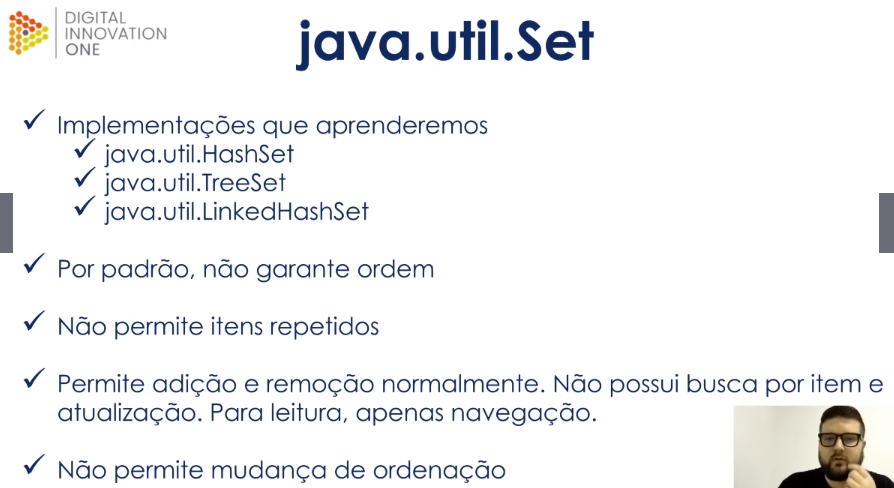 DIGITAL
INNOVATION
ONE
java.util.Set
Implementações que aprenderemos
java.util.HashSet
java.util.TreeSet
java.util.LinkedHashSet
Por padrão, não garante ordem
Não permite itens repetidos
Permite adição e remoção normalmente. Não possui busca por item e
atualização. Para leitura, apenas navegação.
Não permite mudança de ordenação